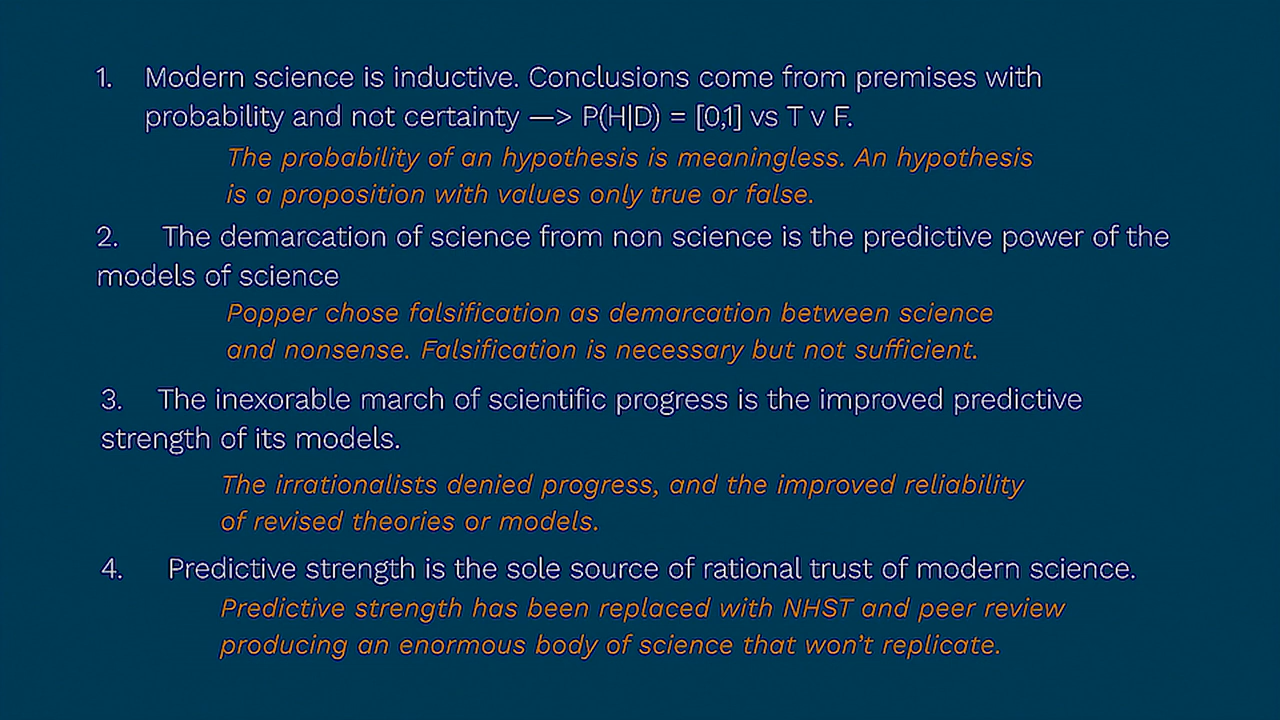 1. Modern science is inductive. Conclusions come from premises with
probability and not certainty —> P(H|D) = [0,1] vs T v F.
The probability of an hypothesis is meaningless. An hypothesis
is a proposition with values only true or false.
2. The demarcation of science from non science is the predictive power of the
models of science
Popper chose falsification as demarcation between science
and nonsense. Falsification is necessary but not sufficient.
3. The inexorable march of scientific progress is the improved predictive
strength of its models.
The irrationalists denied progress, and the improved reliability
of revised theories or models.
4. Predictive strength is the sole source of rational trust of modern science.
Predictive strength has been replaced with NHST and peer review
producing an enormous body of science that won’t replicate.